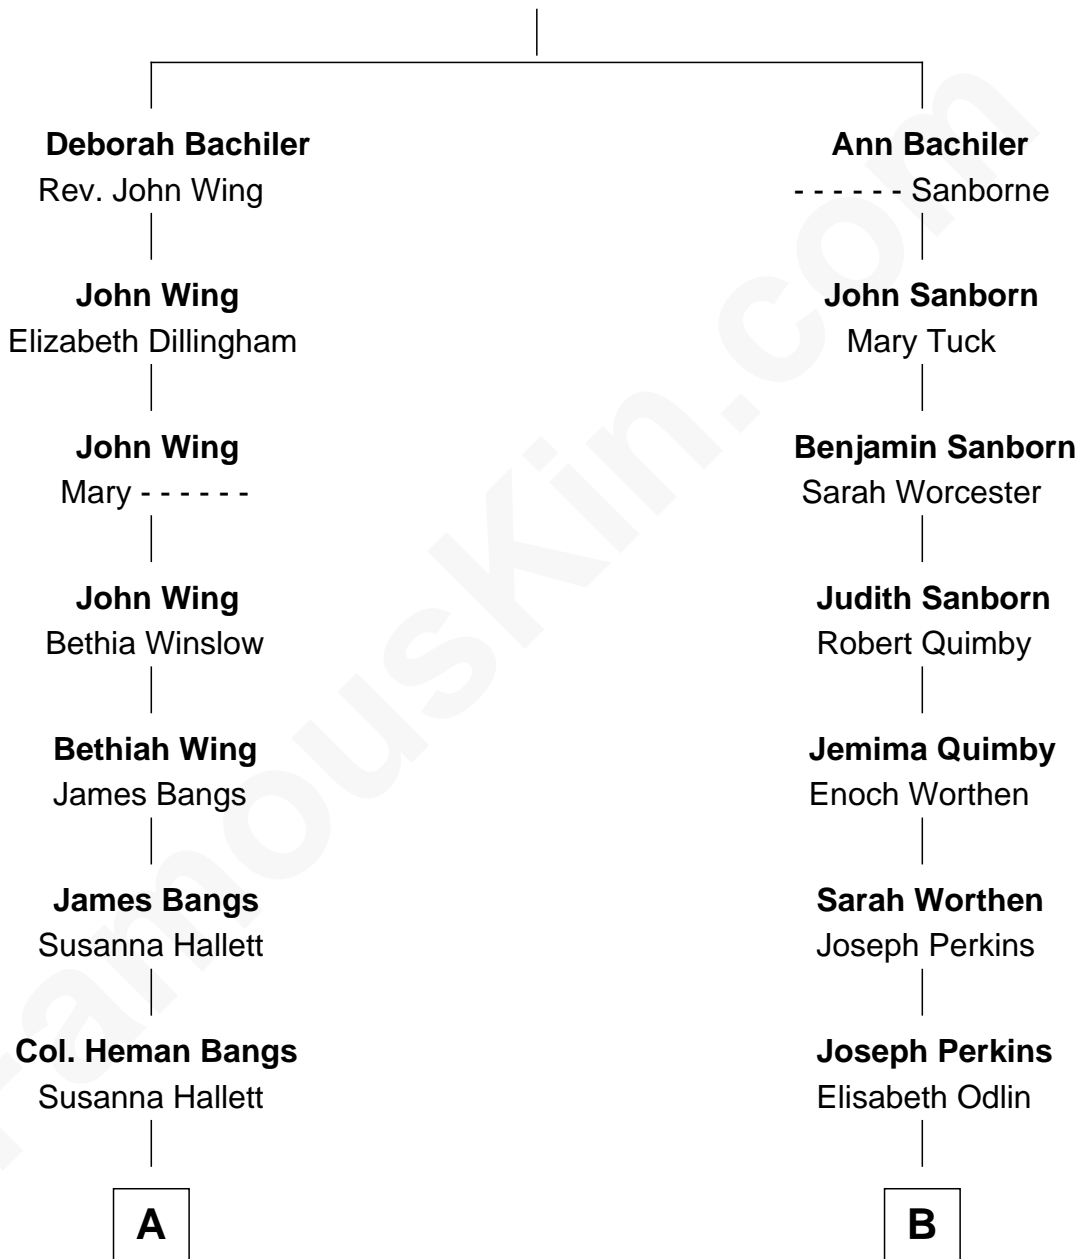 Deborah Bachiler
Rev. John Wing
John Wing
Elizabeth Dillingham
John Wing
Mary - - - - - -
John Wing
Bethia Winslow
Bethiah Wing
James Bangs
James Bangs
Susanna Hallett
Col. Heman Bangs
Susanna Hallett
A
Ann Bachiler
- - - - - - Sanborne
John Sanborn
Mary Tuck
Benjamin Sanborn
Sarah Worcester
Judith Sanborn
Robert Quimby
Jemima Quimby
Enoch Worthen
Sarah Worthen
Joseph Perkins
Joseph Perkins
Elisabeth Odlin
B
FamousKin.com